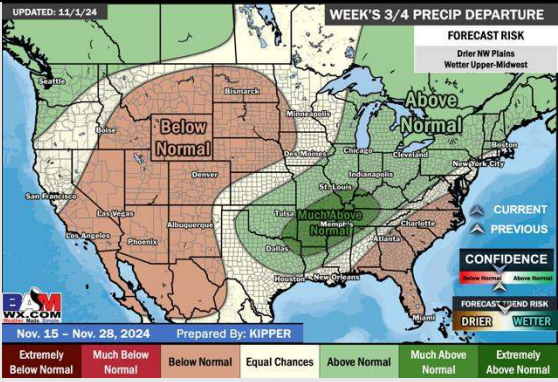 UPDATED: 11/1/24
WEEK'S 3/4 PRECIP DEPARTURE
FORECAST RISK
Drier NW Plains
Wetter Upper-Midwest
Seattle
Bismarck
Above
Normal
Minneapolis
Boise
Below
Normal
Boston
Des Moines
Chicago
Cleveland
New York City
Denver
Indianapolis
San Francisco
St. Louis
Las Vegas
Tulsa
Much Above
Normal
Memphis
Charlotte
CURRENT
Los Angeles
Albuquerque
PREVIOUS
Phoenix
Dallas
Atlanta
CONFIDENCE
Below Normal
Above Normal
Houston
New Orleans
BAM
WX.COM
Weather Made Simple
FORECAST TREND RISK
DRIER
WETTER
Miami
Nov. 15 – Nov. 28, 2024
Prepared By: KIPPER
Extremely
Below Normal
Much Below
Normal
Below Normal
Equal Chances
Above Normal
Much Above
Normal
Extremely
Above Normal